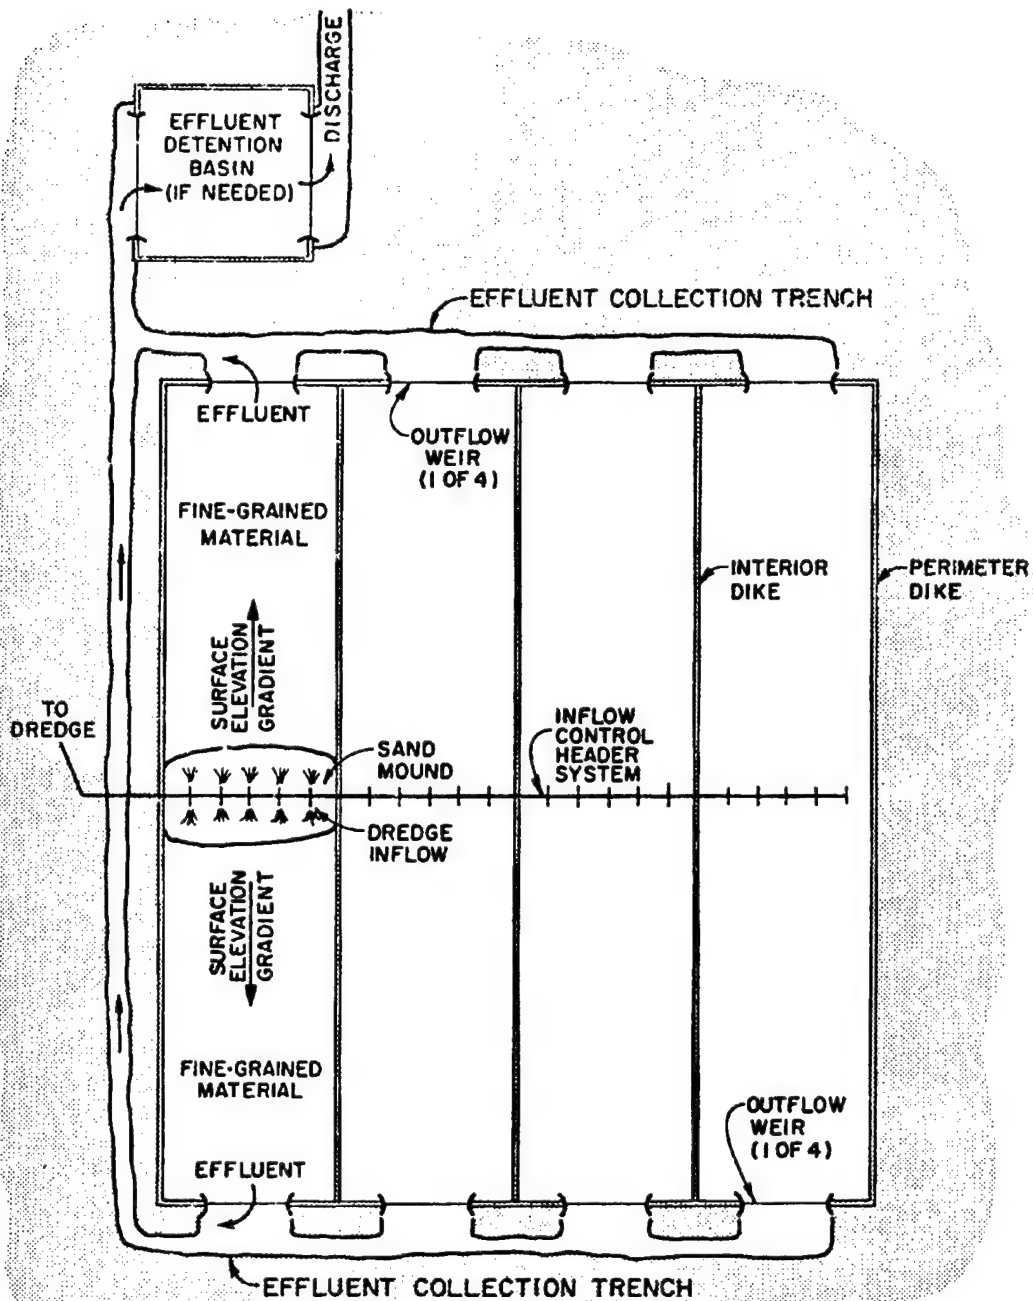 DISCHARGE
EFFLUENT
DETENTION
BASIN
(IF NEEDED)
EFFLUENT COLLECTION TRENCH
EFFLUENT
OUTFLOW
WEIR
(1 OF 4)
FINE-GRAINED
MATERIAL
INTERIOR
DIKE
PERIMETER
DIKE
SURFACE
ELEVATION
GRADIENT
TO
DREDGE
SAND
MOUND
INFLOW
CONTROL
HEADER
SYSTEM
DREDGE
INFLOW
SURFACE
ELEVATION
GRADIENT
FINE-GRAINED
MATERIAL
OUTFLOW
WEIR
(1 OF 4)
EFFLUENT
EFFLUENT COLLECTION TRENCH